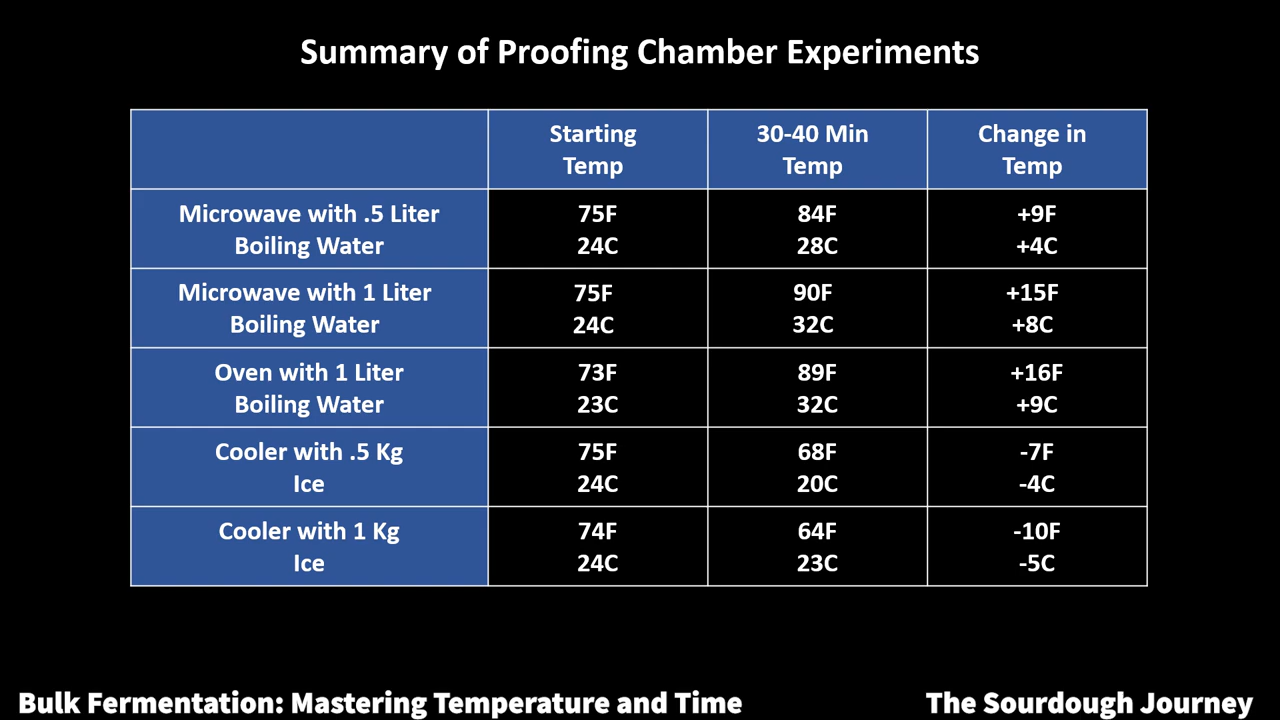 Summary of Proofing Chamber Experiments
Starting Temp
30-40 Min Temp
Change in Temp
Microwave with .5 Liter Boiling Water
75F 24C
84F 28C
+9F +4C
Microwave with 1 Liter Boiling Water
75F 24C
90F 32C
+15F +8C
Oven with 1 Liter Boiling Water
73F 23C
89F 32C
+16F +9C
Cooler with .5 Kg Ice
75F 24C
68F 20C
-7F -4C
Cooler with 1 Kg Ice
74F 24C
64F 23C
-10F -5C
Bulk Fermentation: Mastering Temperature and Time
The Sourdough Journey